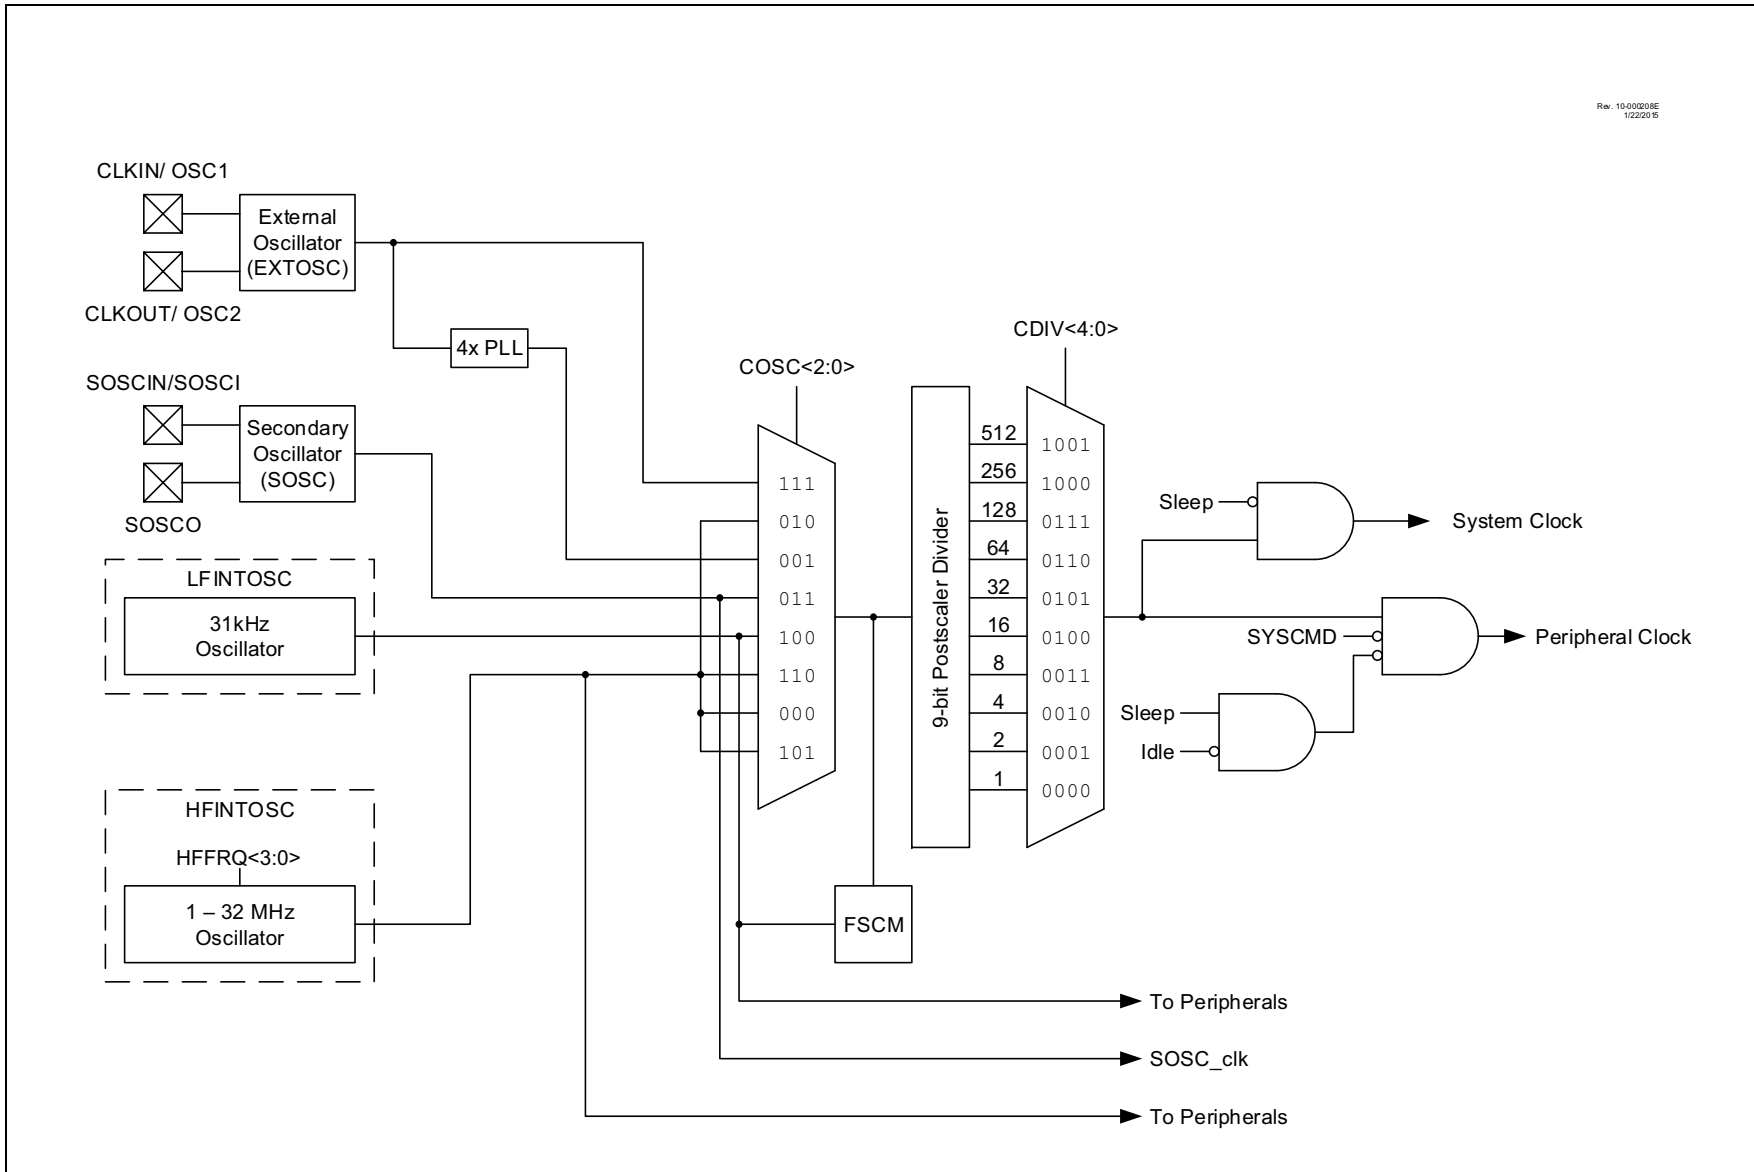 Rev. 10-000208E
1/22/2015
CLKIN/ OSC1
External
Oscillator
(EXTOSC)
CLKOUT/ OSC2
4x PLL
SOSCIN/SOSCI
Secondary
Oscillator
(SOSC)
SOSCO
LFINTOSC
31kHz
Oscillator
HFINTOSC
HFFRQ<3:0>
1 – 32 MHz
Oscillator
COSC<2:0>
111
010
001
011
100
110
000
101
FSCM
9-bit Postscaler Divider
512
256
128
64
32
16
8
4
2
1
CDIV<4:0>
1001
1000
0111
0110
0101
0100
0011
0010
0001
0000
Sleep
System Clock
SYSCMD
Peripheral Clock
Sleep
Idle
To Peripherals
SOSC_clk
To Peripherals